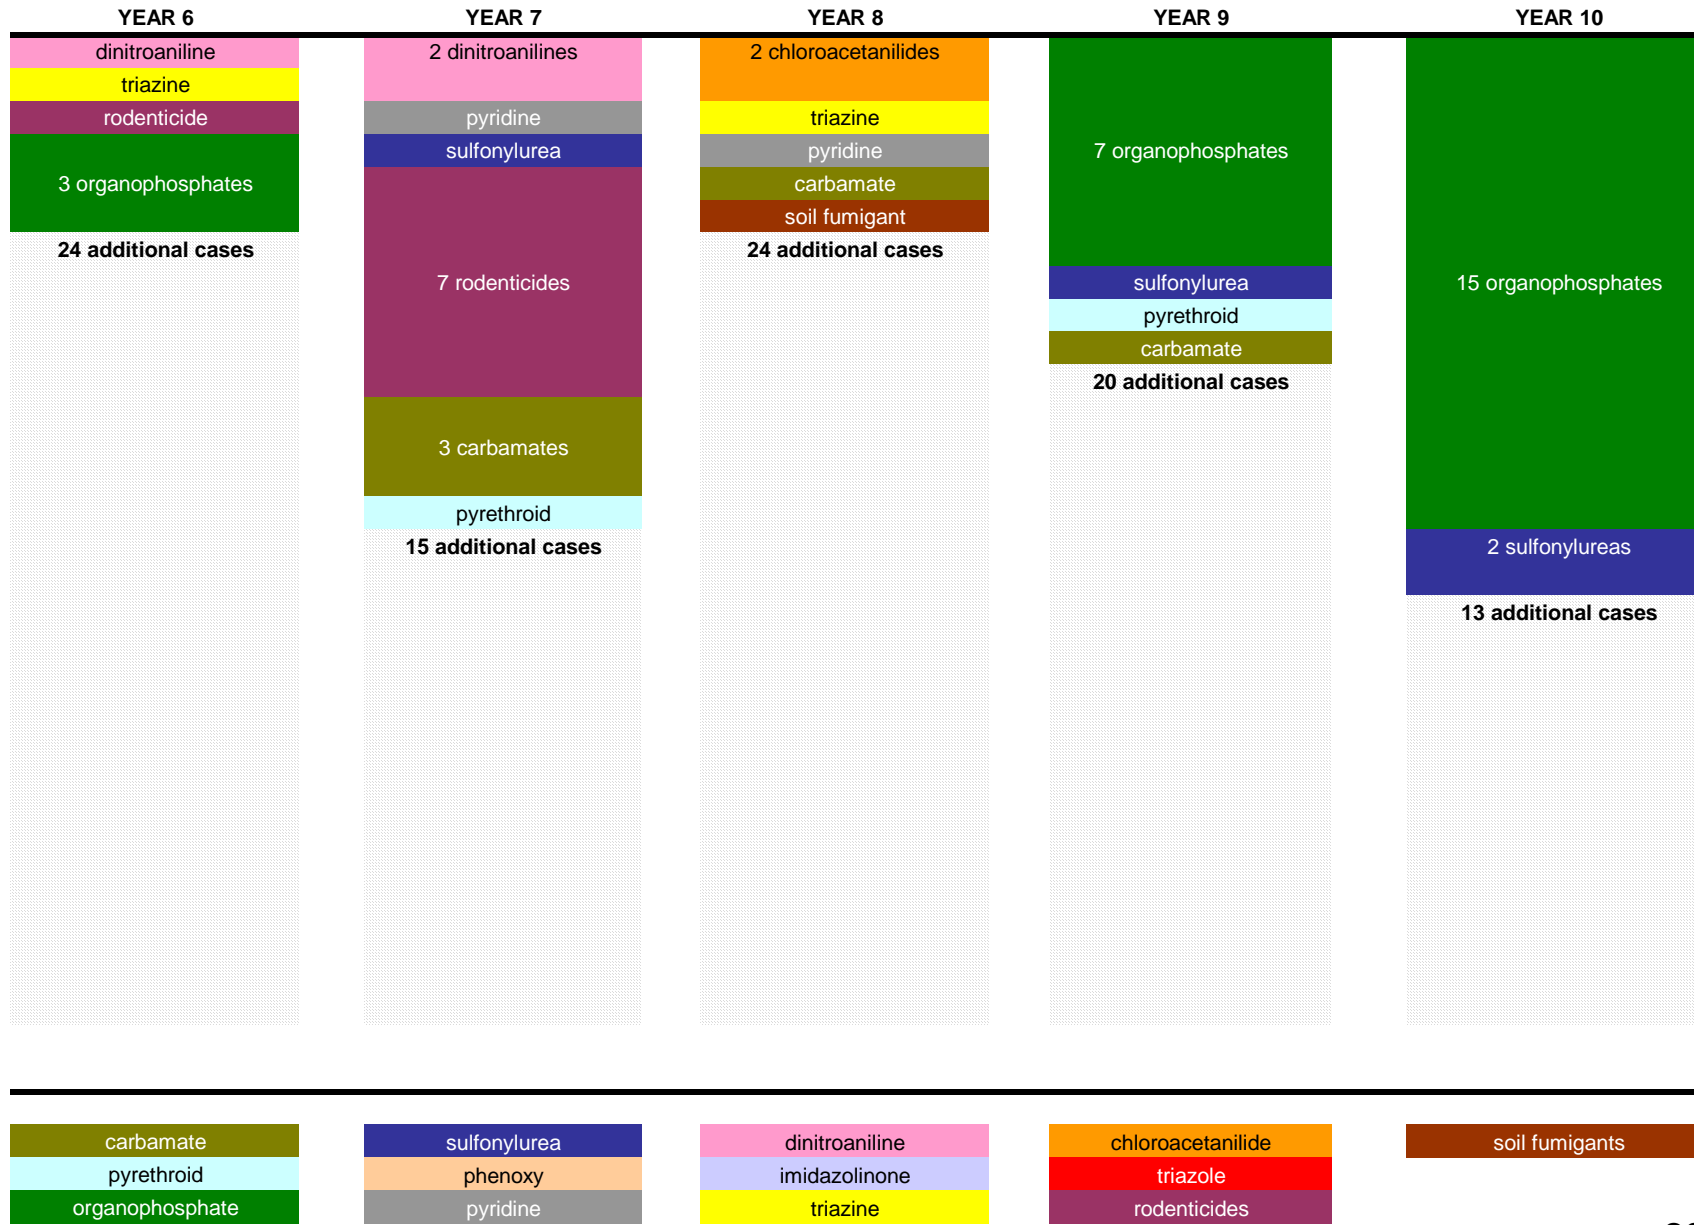 YEAR 6
YEAR 7
YEAR 8
YEAR 9
YEAR 10
dinitroaniline
triazine
rodenticide
3 organophosphates
24 additional cases
2 dinitroanilines
pyridine
sulfonylurea
7 rodenticides
3 carbamates
pyrethroid
15 additional cases
2 chloroacetanilides
triazine
pyridine
carbamate
soil fumigant
24 additional cases
7 organophosphates
sulfonylurea
pyrethroid
carbamate
20 additional cases
15 organophosphates
2 sulfonylureas
13 additional cases
carbamate
pyrethroid
organophosphate
sulfonylurea
phenoxy
pyridine
dinitroaniline
imidazolinone
triazine
chloroacetanilide
triazole
rodenticides
soil fumigants